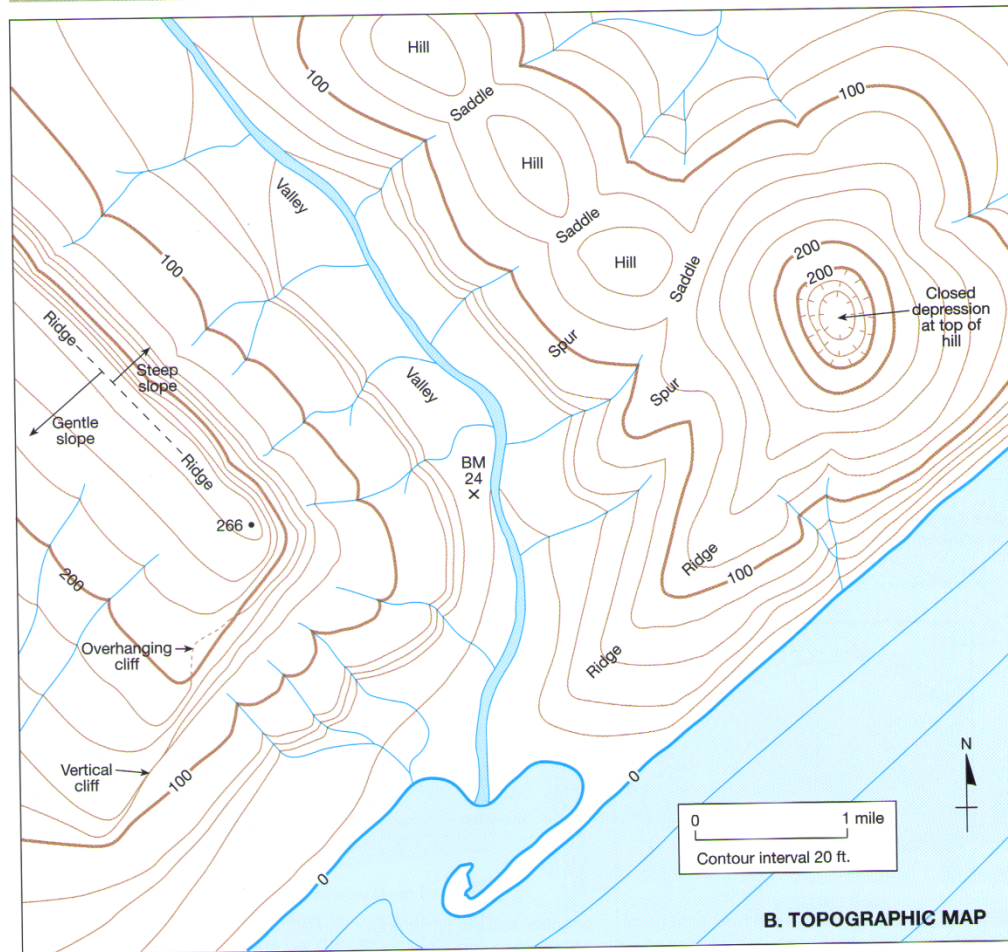 Hill
100
Saddle
100
Hill
Valley
Saddle
Hill
Saddle
100
200
200
Closed
depression
at top of
hill
Ridge
Steep
slope
Gentle
slope
Valley
Spur
Spur
Ridge
BM
24
266
200
Ridge
100
Overhanging
cliff
Ridge
Vertical
cliff
100
0
0
N
0 1 mile
Contour interval 20 ft.
B. TOPOGRAPHIC MAP